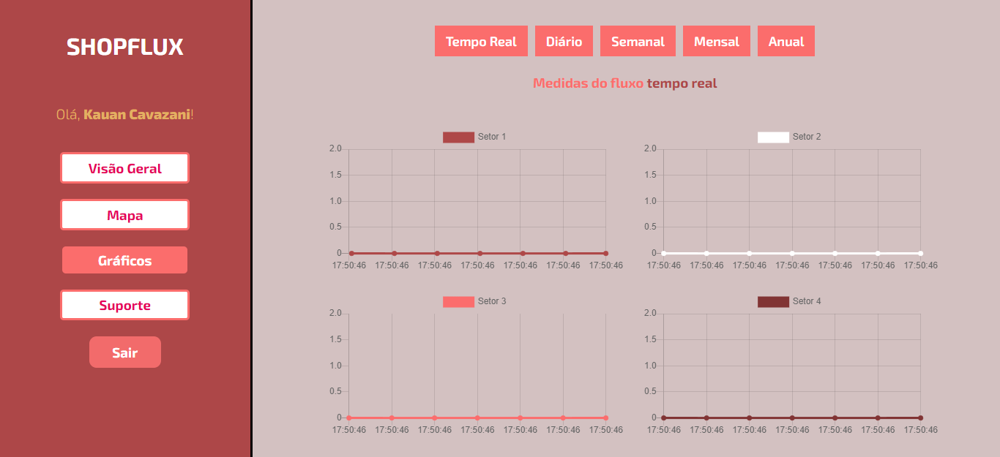 SHOPFLUX
Olá, Kauan Cavazani!
Visão Geral
Mapa
Gráficos
Suporte
Sair
Tempo Real Diário Semanal Mensal Anual
Medidas do fluxo tempo real
Setor 1
2.0
1.5
1.0
0.5
0
17:50:46 17:50:46 17:50:46 17:50:46 17:50:46 17:50:46 17:50:46
Setor 2
2.0
1.5
1.0
0.5
0
17:50:46 17:50:46 17:50:46 17:50:46 17:50:46 17:50:46 17:50:46
Setor 3
2.0
1.5
1.0
0.5
0
17:50:46 17:50:46 17:50:46 17:50:46 17:50:46 17:50:46 17:50:46
Setor 4
2.0
1.5
1.0
0.5
0
17:50:46 17:50:46 17:50:46 17:50:46 17:50:46 17:50:46 17:50:46